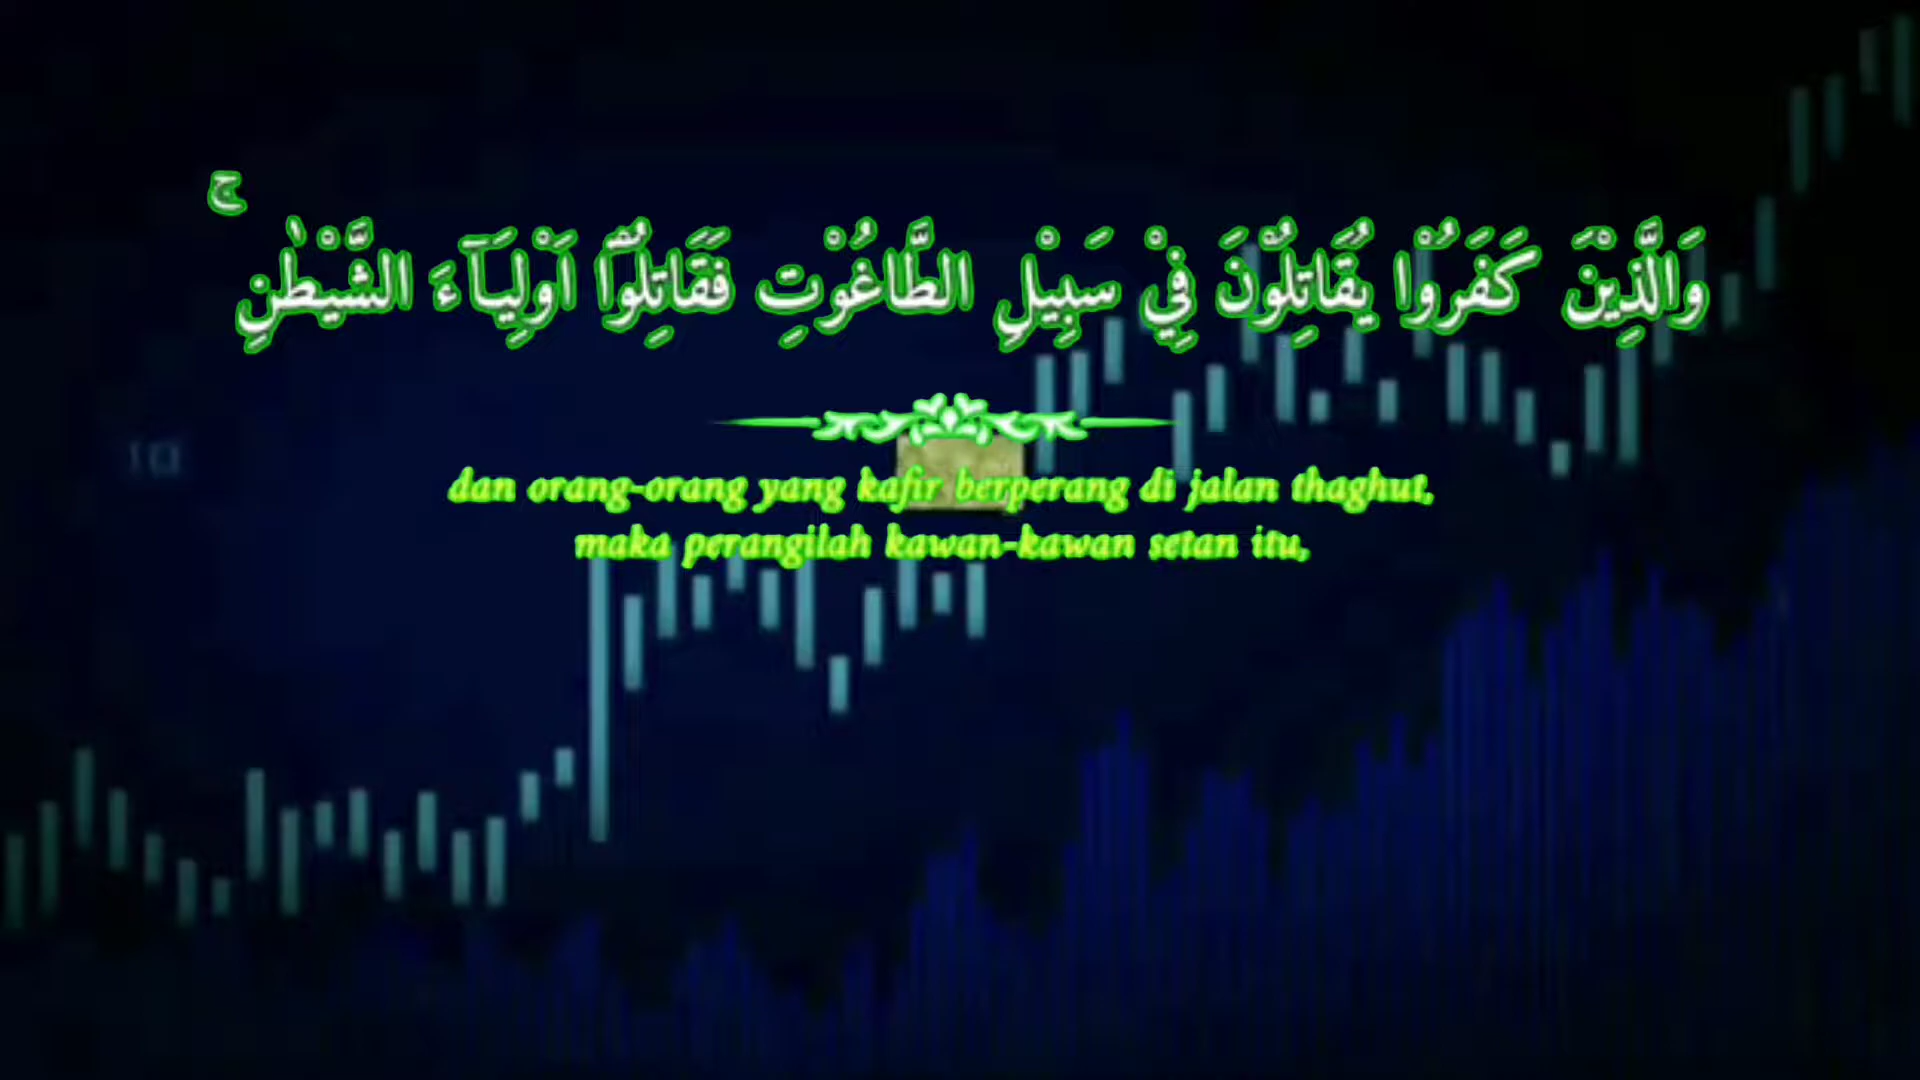 وَالَّذِيْنَ كَفَرُوْا يُقَاتِلُوْنَ فِيْ سَبِيْلِ الطَّاغُوْتِ فَقَاتِلُوْٓا اَوْلِيَاۤءَ الشَّيْطٰنِ ۚ
dan orang-orang yang kafir berperang di jalan thaghut,
maka perangilah kawan-kawan setan itu,